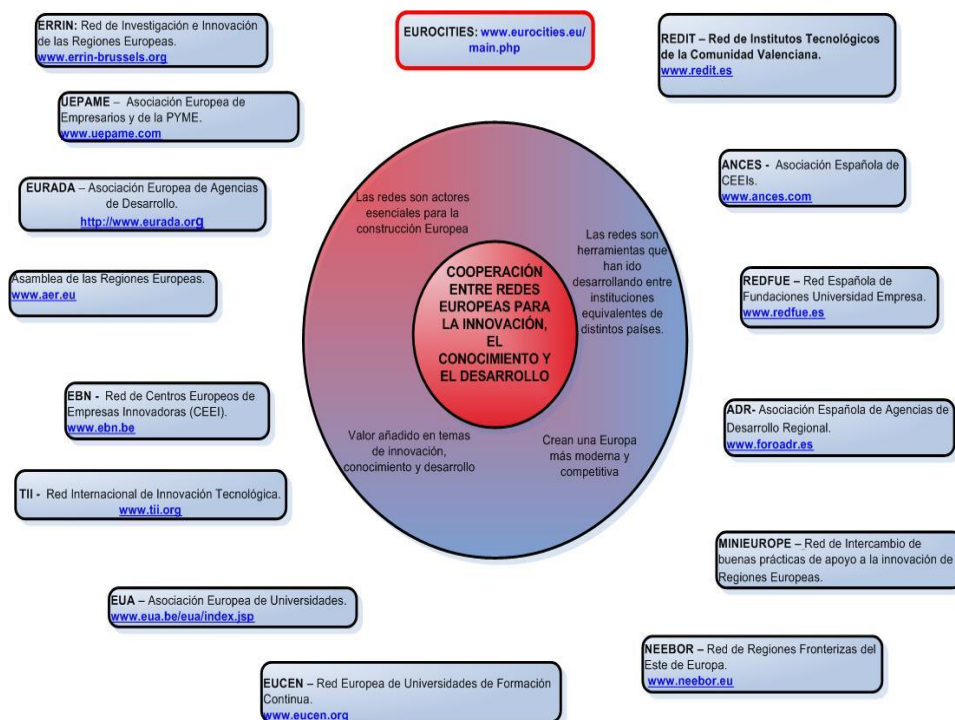 ERRIN: Red de Investigación e Innovación
de las Regiones Europeas.
www.errin-brussels.org
EUROCITIES: www.eurocities.eu/
main.php
REDIT – Red de Institutos Tecnológicos
de la Comunidad Valenciana.
www.redit.es
UEPAME – Asociación Europea de
Empresarios y de la PYME.
www.uepame.com
ANCES - Asociación Española de
CEEIs.
www.ances.com
EURADA – Asociación Europea de Agencias
de Desarrollo.
http://www.eurada.org
Asamblea de las Regiones Europeas.
www.aer.eu
REDFUE – Red Española de
Fundaciones Universidad Empresa.
www.redfue.es
Las redes son actores
esenciales para la
construcción Europea
Las redes son
herramientas que
han ido
desarrollando entre
instituciones
equivalentes de
distintos países.
COOPERACIÓN
ENTRE REDES
EUROPEAS PARA
LA INNOVACIÓN,
EL
CONOCIMIENTO Y
EL DESARROLLO
Valor añadido en temas
de innovación,
conocimiento y desarrollo
Crean una Europa
más moderna y
competitiva
EBN - Red de Centros Europeos de
Empresas Innovadoras (CEEI).
www.ebn.be
ADR- Asociación Española de Agencias de
Desarrollo Regional.
www.foroadr.es
TII - Red Internacional de Innovación Tecnológica.
www.tii.org
MINIEUROPE – Red de Intercambio de
buenas prácticas de apoyo a la innovación de
Regiones Europeas.
EUA – Asociación Europea de Universidades.
www.eua.be/eua/index.jsp
NEEBOR – Red de Regiones Fronterizas del
Este de Europa.
www.neebor.eu
EUCEN – Red Europea de Universidades de Formación
Continua.
www.eucen.org